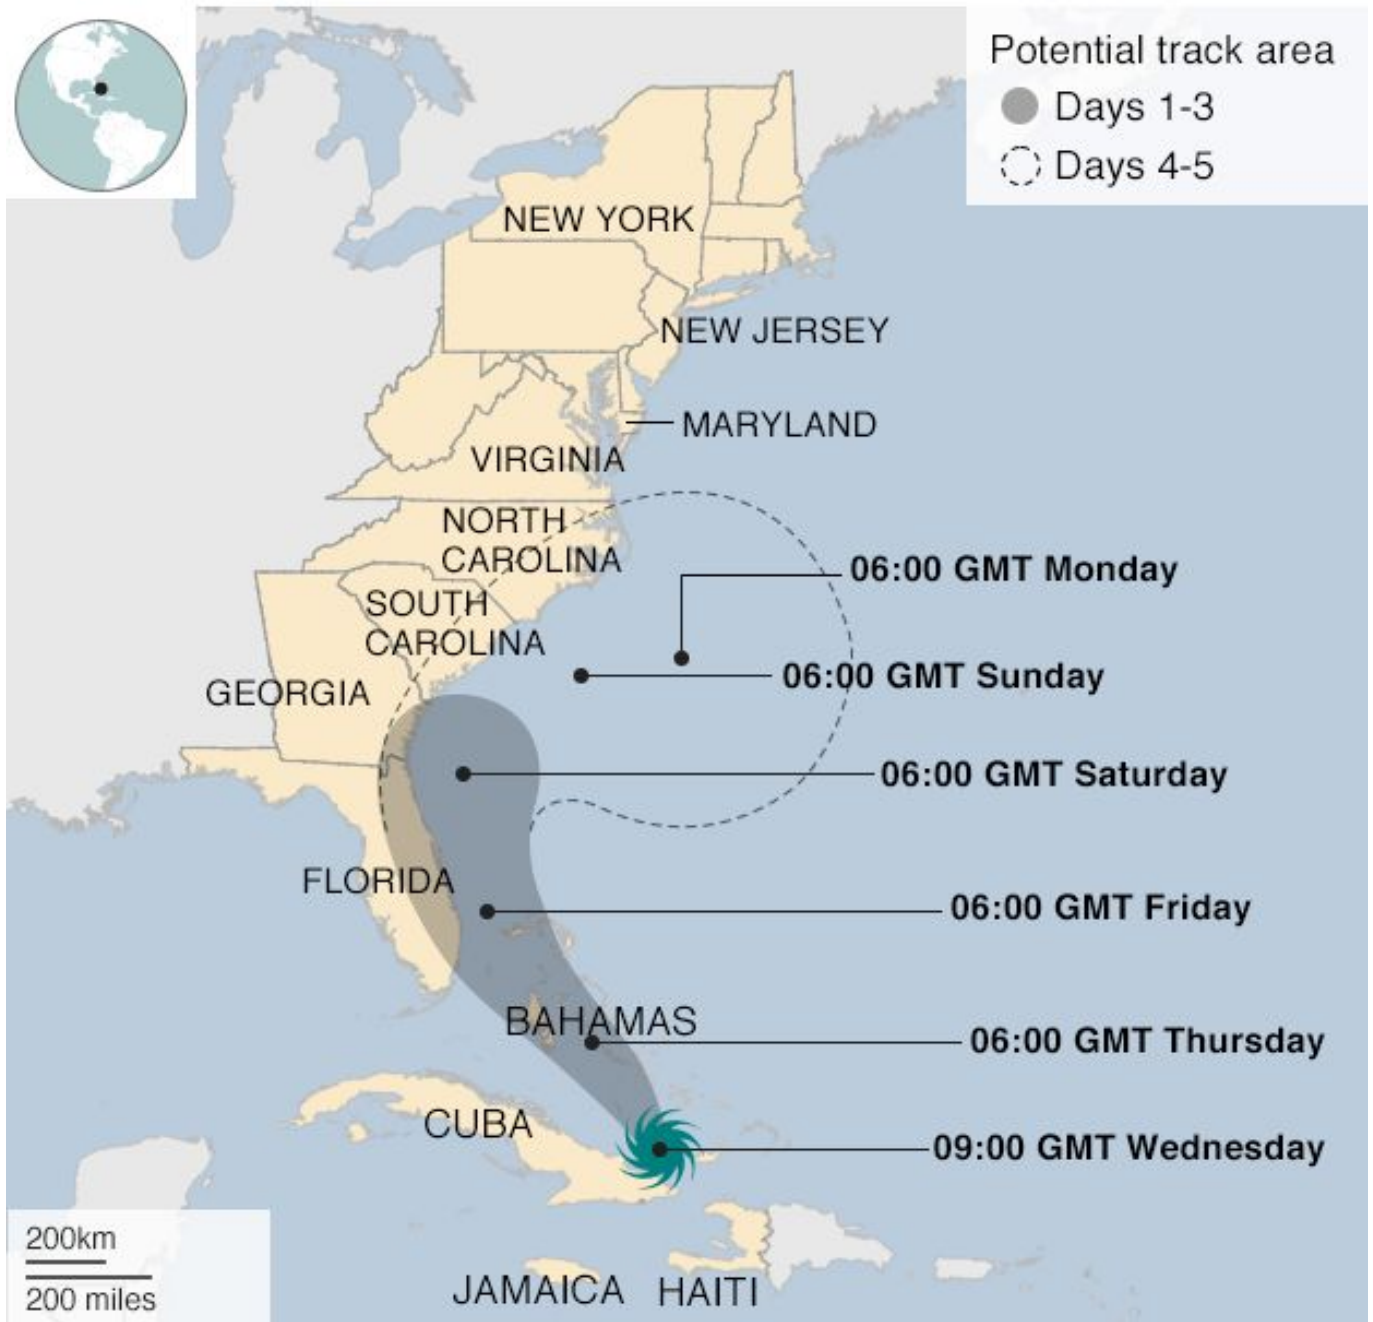 Potential track area
Days 1-3
Days 4-5
NEW YORK
NEW JERSEY
MARYLAND
VIRGINIA
NORTH
CAROLINA
06:00 GMT Monday
SOUTH
CAROLINA
06:00 GMT Sunday
GEORGIA
06:00 GMT Saturday
FLORIDA
06:00 GMT Friday
BAHAMAS
06:00 GMT Thursday
CUBA
09:00 GMT Wednesday
200km
200 miles
JAMAICA
HAITI